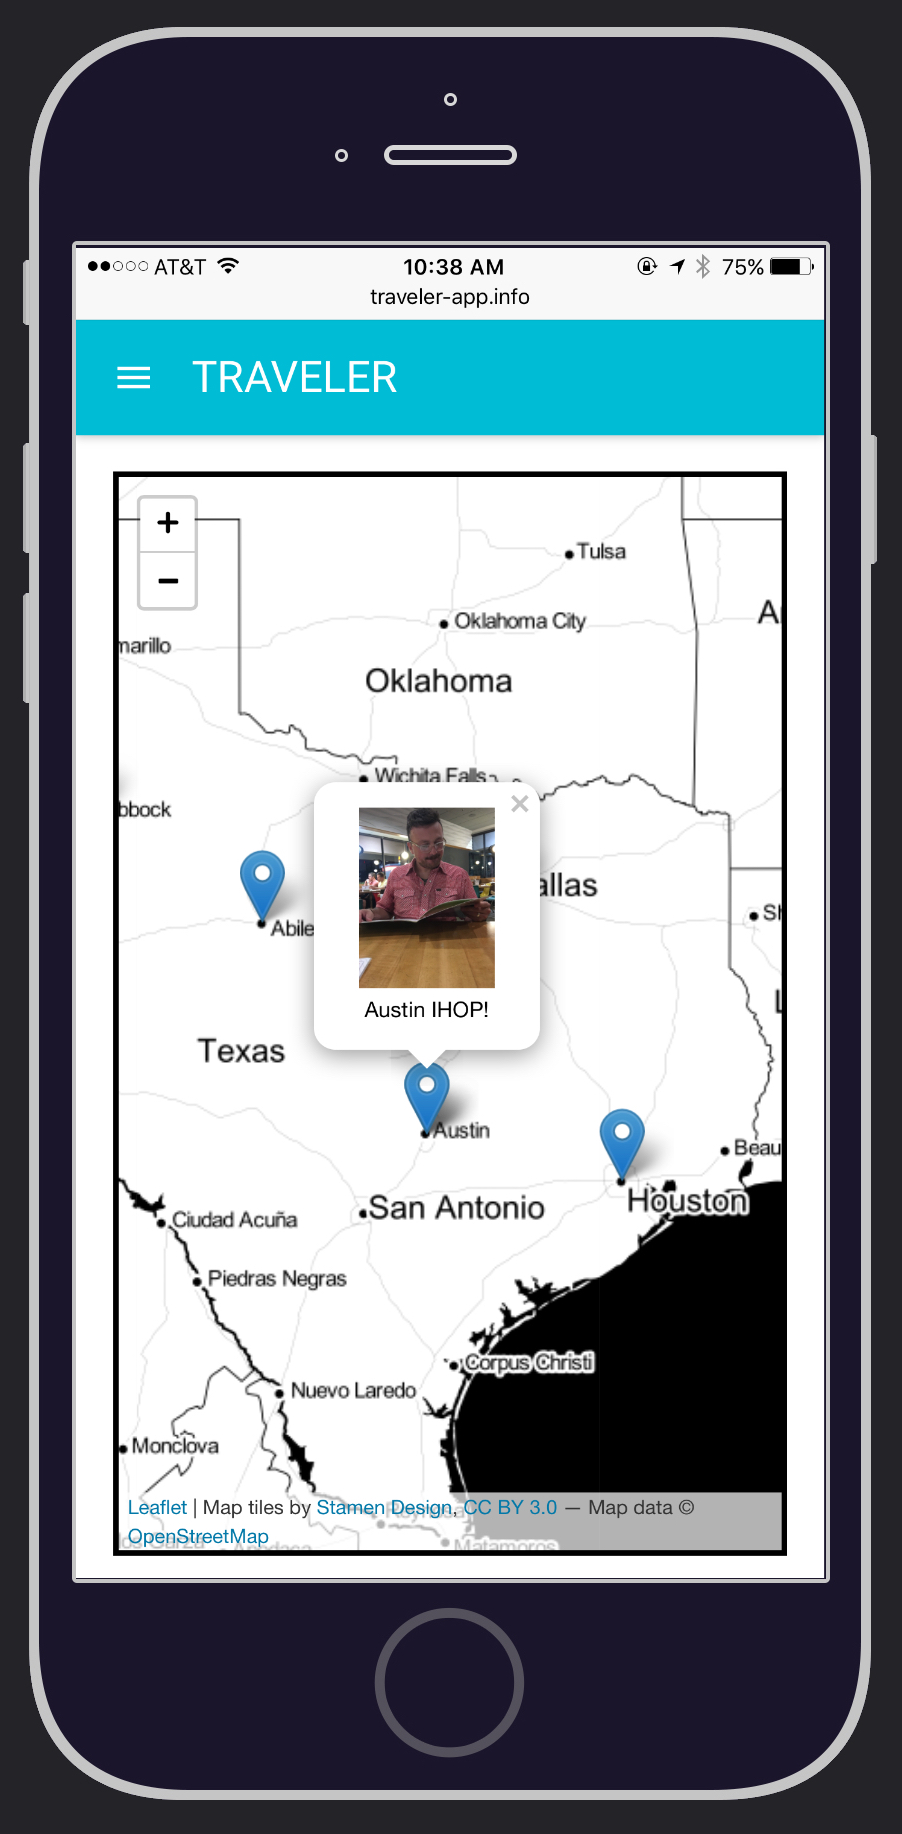 AT&T 10:38 AM 75%
traveler-app.info
TRAVELER
+
Tulsa
Oklahoma City
A
marillo
−
Oklahoma
Wichita Falls
bbock
×
allas
Sh
Abile
Austin IHOP!
L
Texas
Austin
Beau
San Antonio
Houston
Ciudad Acuña
Piedras Negras
Corpus Christi
Nuevo Laredo
Monclova
Leaflet | Map tiles by Stamen Design, CC BY 3.0 — Map data ©
OpenStreetMap
Matamoros